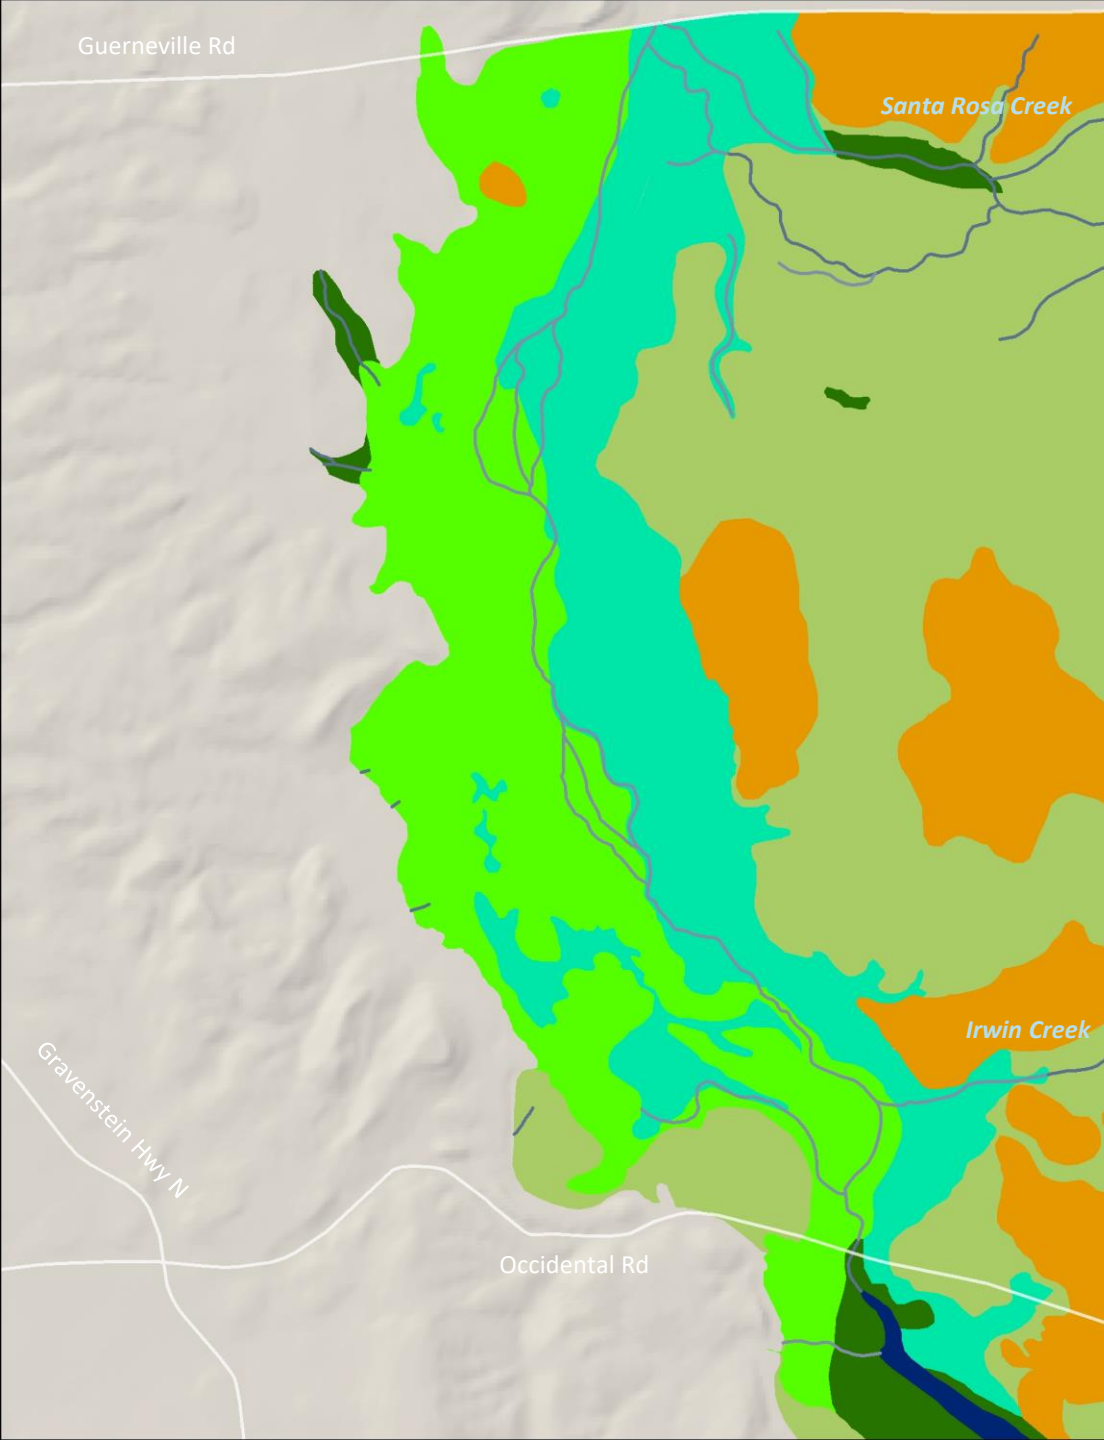 Guerneville Rd
Santa Rosa Creek
Irwin Creek
Gravenstein Hwy N
Occidental Rd